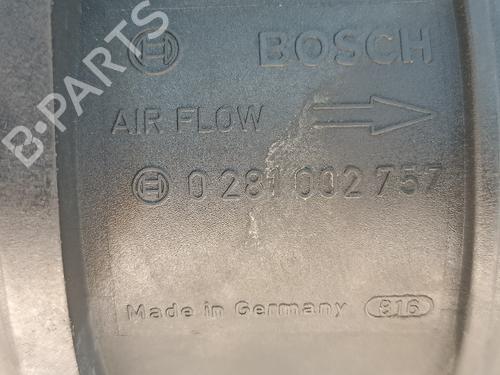 BOSCH
AIR FLOW
0 281 002 757
Made in Germany 816
B-PARTS